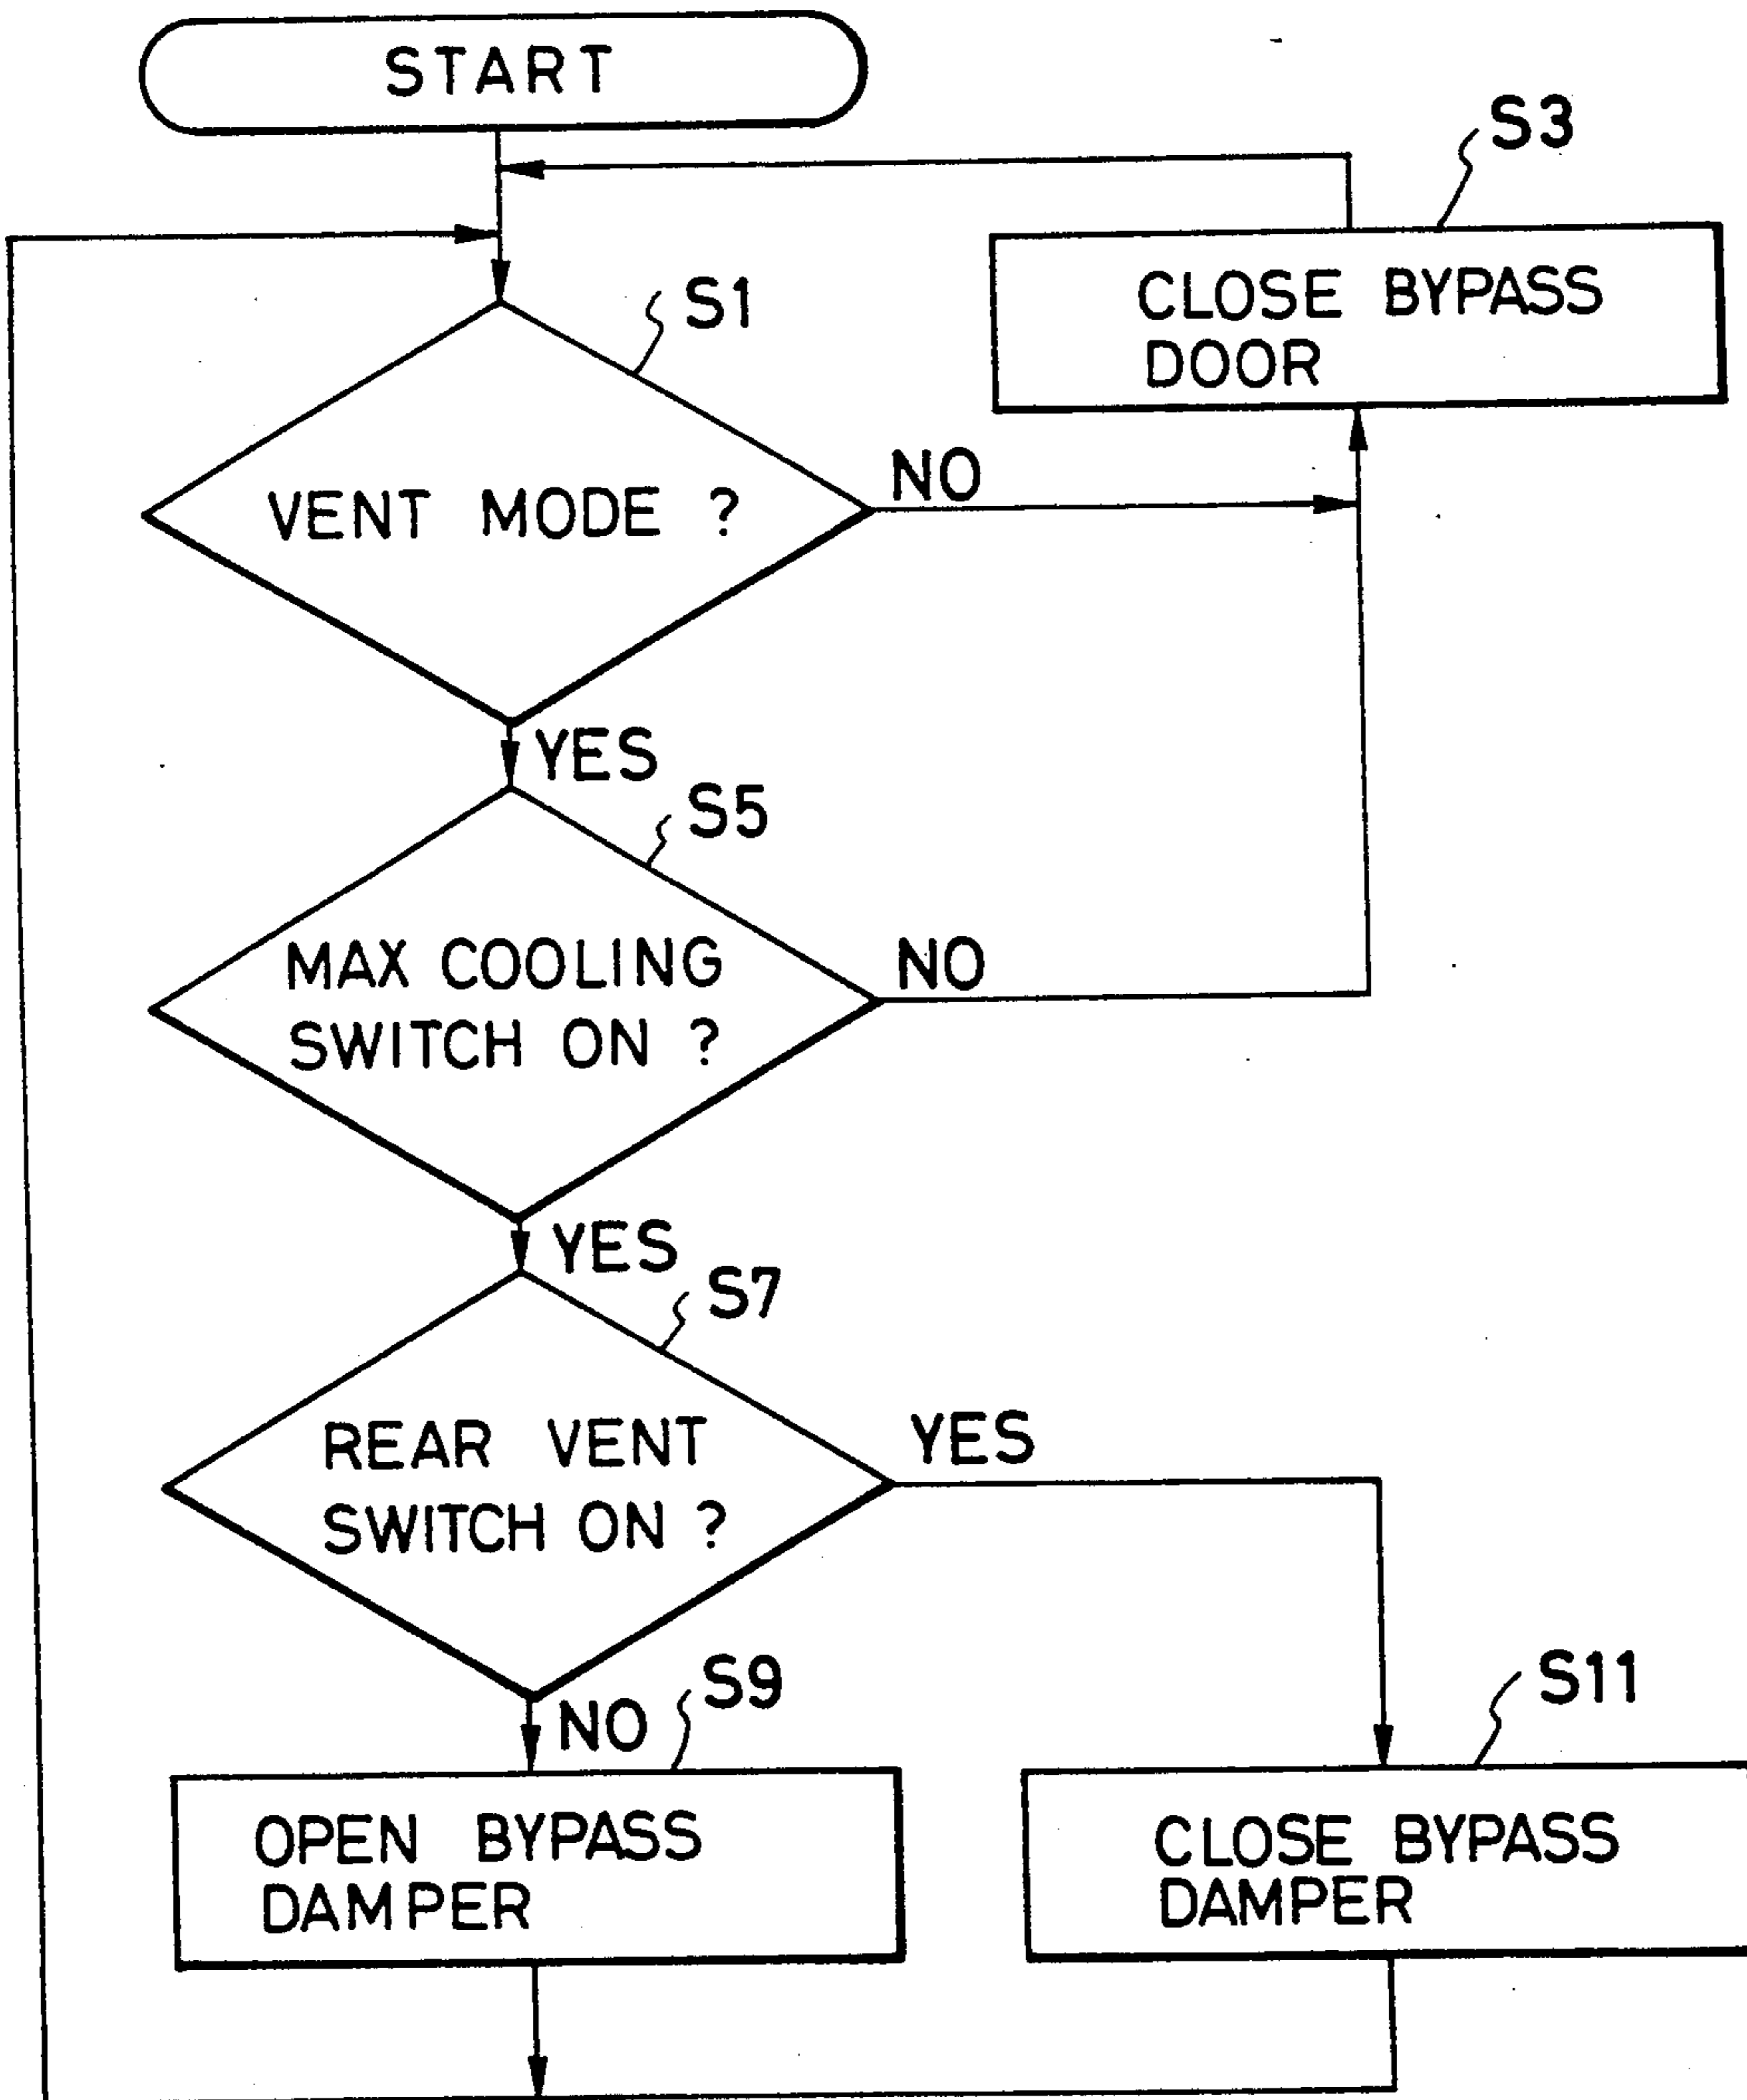 START
S3
CLOSE BYPASS
DOOR
S1
VENT MODE ?
NO
YES
S5
MAX COOLING
SWITCH ON ?
NO
YES
S7
REAR VENT
SWITCH ON ?
YES
NO
S9
S11
OPEN BYPASS
DAMPER
CLOSE BYPASS
DAMPER